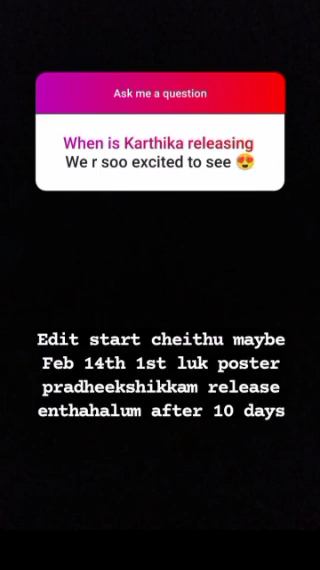 Ask me a question
When is Karthika releasing
We r soo excited to see 😍
Edit start cheithu maybe
Feb 14th 1st luk poster
pradheekshikkam release
enthahalum after 10 days